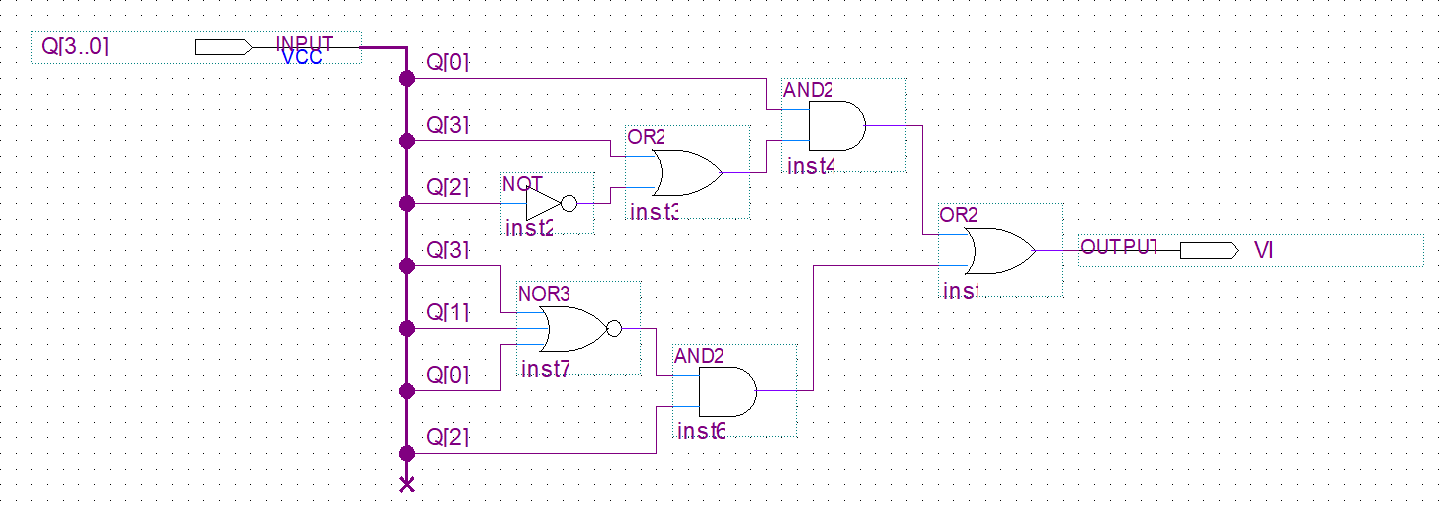 Q[3..0]
INPUT
VCC
Q[0]
AND2
inst4
Q[3]
OR2
inst3
Q[2]
NOT
inst2
OR2
inst
OUTPUT
VI
Q[3]
NOR3
inst7
Q[1]
Q[0]
AND2
inst6
Q[2]